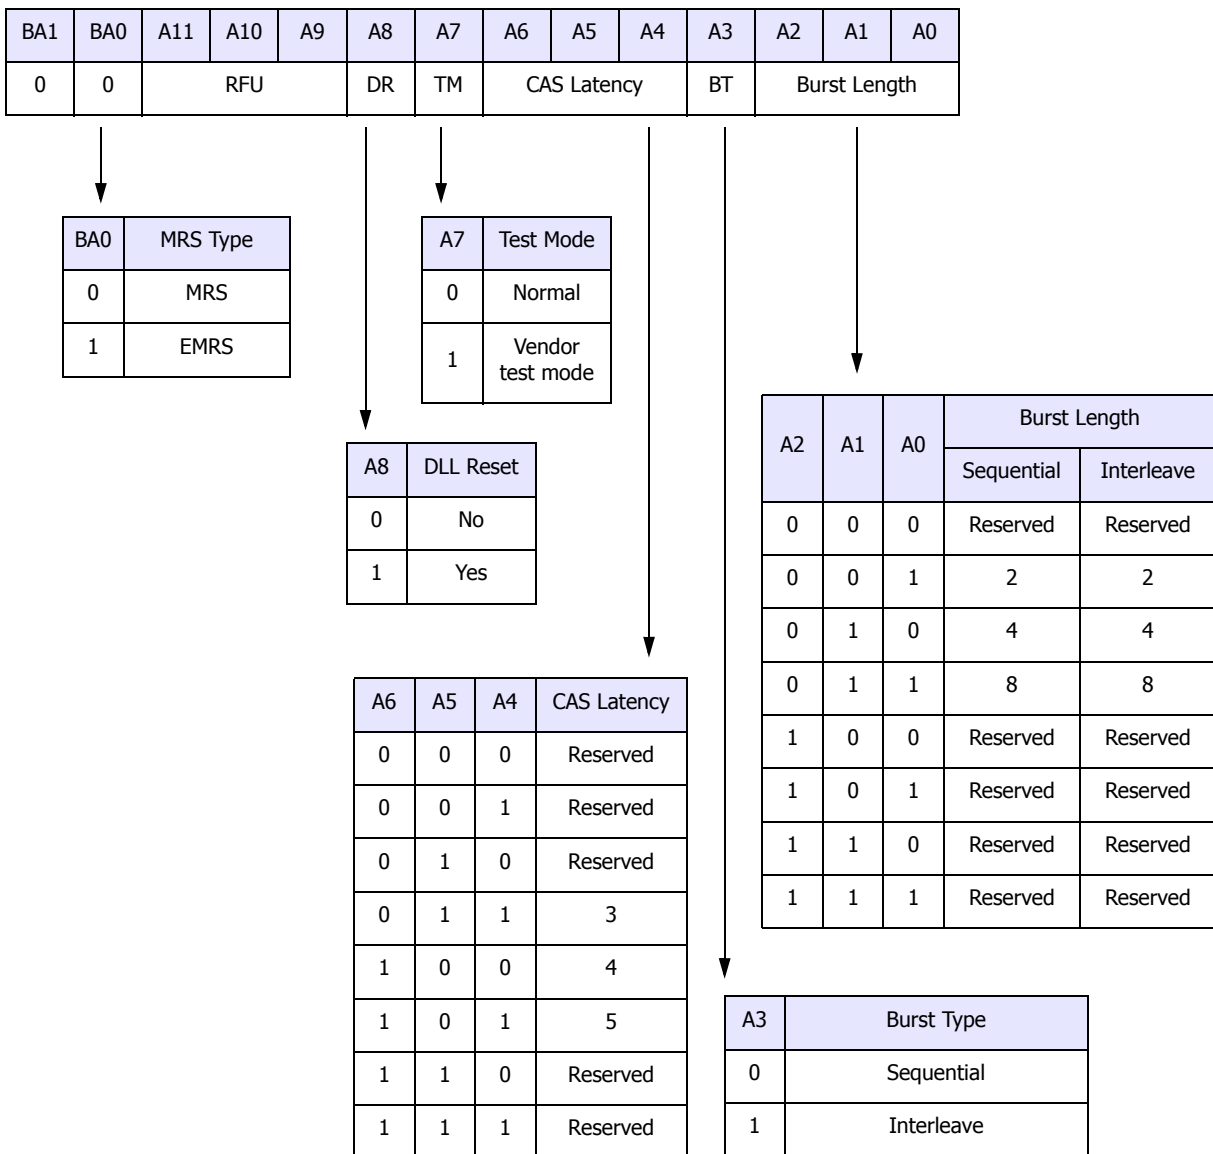 BA1 BA0 A11 A10 A9 A8 A7 A6 A5 A4 A3 A2 A1 A0
0 0 RFU DR TM CAS Latency BT Burst Length
BA0 MRS Type
0 MRS
1 EMRS
A7 Test Mode
0 Normal
1 Vendor
test mode
A8 DLL Reset
0 No
1 Yes
A2 A1 A0 Burst Length
Sequential Interleave
0 0 0 Reserved Reserved
0 0 1 2 2
0 1 0 4 4
0 1 1 8 8
1 0 0 Reserved Reserved
1 0 1 Reserved Reserved
1 1 0 Reserved Reserved
1 1 1 Reserved Reserved
A6 A5 A4 CAS Latency
0 0 0 Reserved
0 0 1 Reserved
0 1 0 Reserved
0 1 1 3
1 0 0 4
1 0 1 5
1 1 0 Reserved
1 1 1 Reserved
A3 Burst Type
0 Sequential
1 Interleave